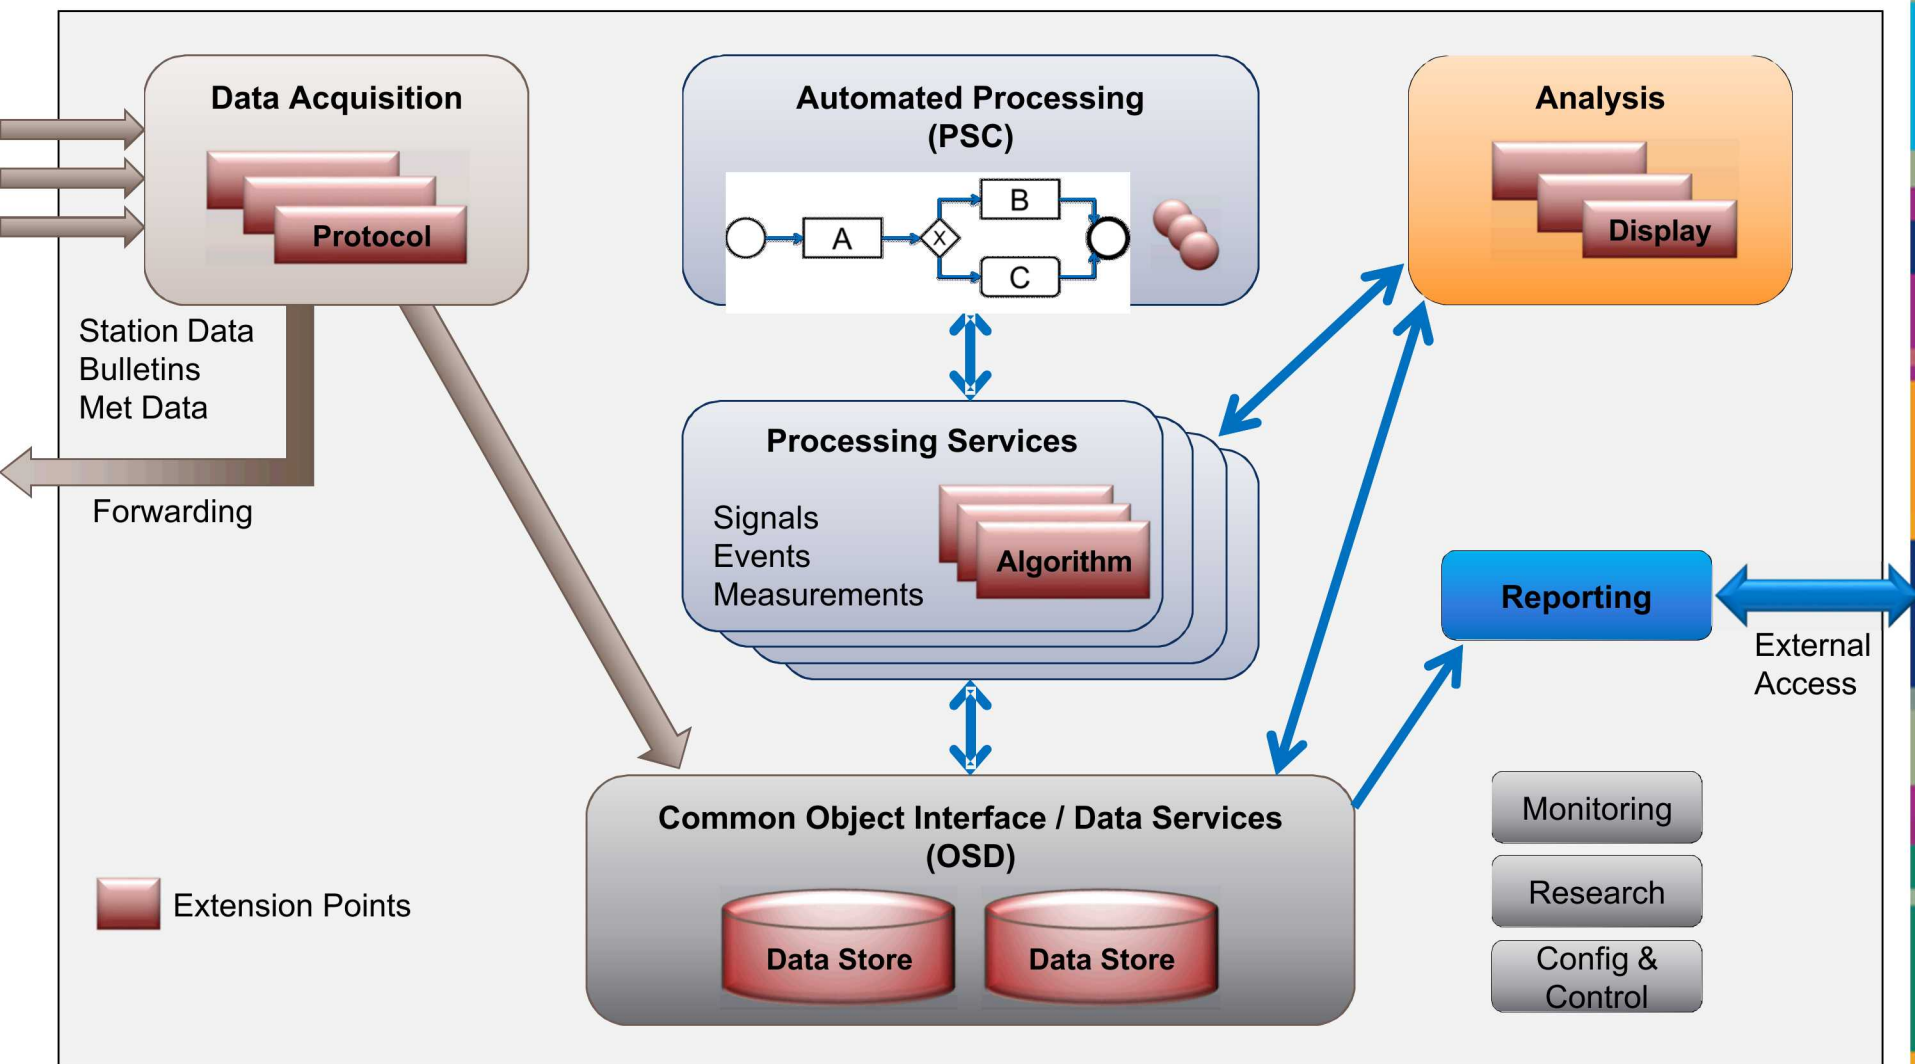 Data Acquisition
Protocol
Station Data
Bulletins
Met Data
Forwarding
Automated Processing
(PSC)
A
X
B
C
Analysis
Display
Processing Services
Signals
Events
Measurements
Algorithm
Reporting
External
Access
Common Object Interface / Data Services
(OSD)
Data Store
Data Store
Monitoring
Research
Config &
Control
Extension Points